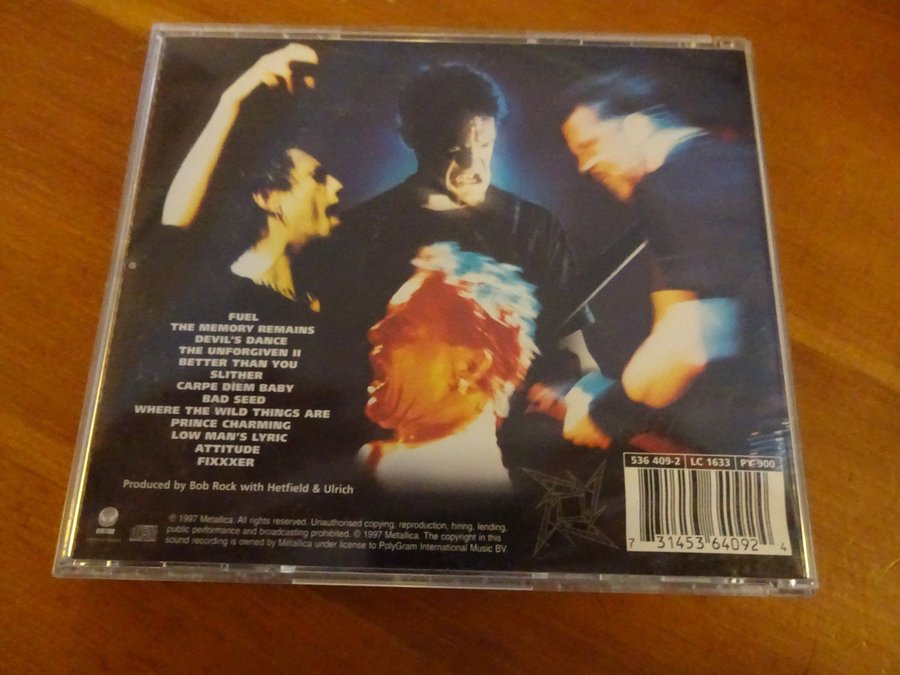 FUEL
THE MEMORY REMAINS
DEVIL'S DANCE
THE UNFORGIVEN II
BETTER THAN YOU
SLITHER
CARPE DIEM BABY
BAD SEED
WHERE THE WILD THINGS ARE
PRINCE CHARMING
LOW MAN'S LYRIC
ATTITUDE
FIXXXER
Produced by Bob Rock with Hetfield & Ulrich
℗ 1997 Metallica. All rights reserved. Unauthorised copying, reproduction, hiring, lending,
public performance and broadcasting prohibited. © 1997 Metallica. The copyright in this
sound recording is owned by Metallica under license to PolyGram International Music BV.
536 409-2 LC 1633 PY 900
7 31453 64092 4